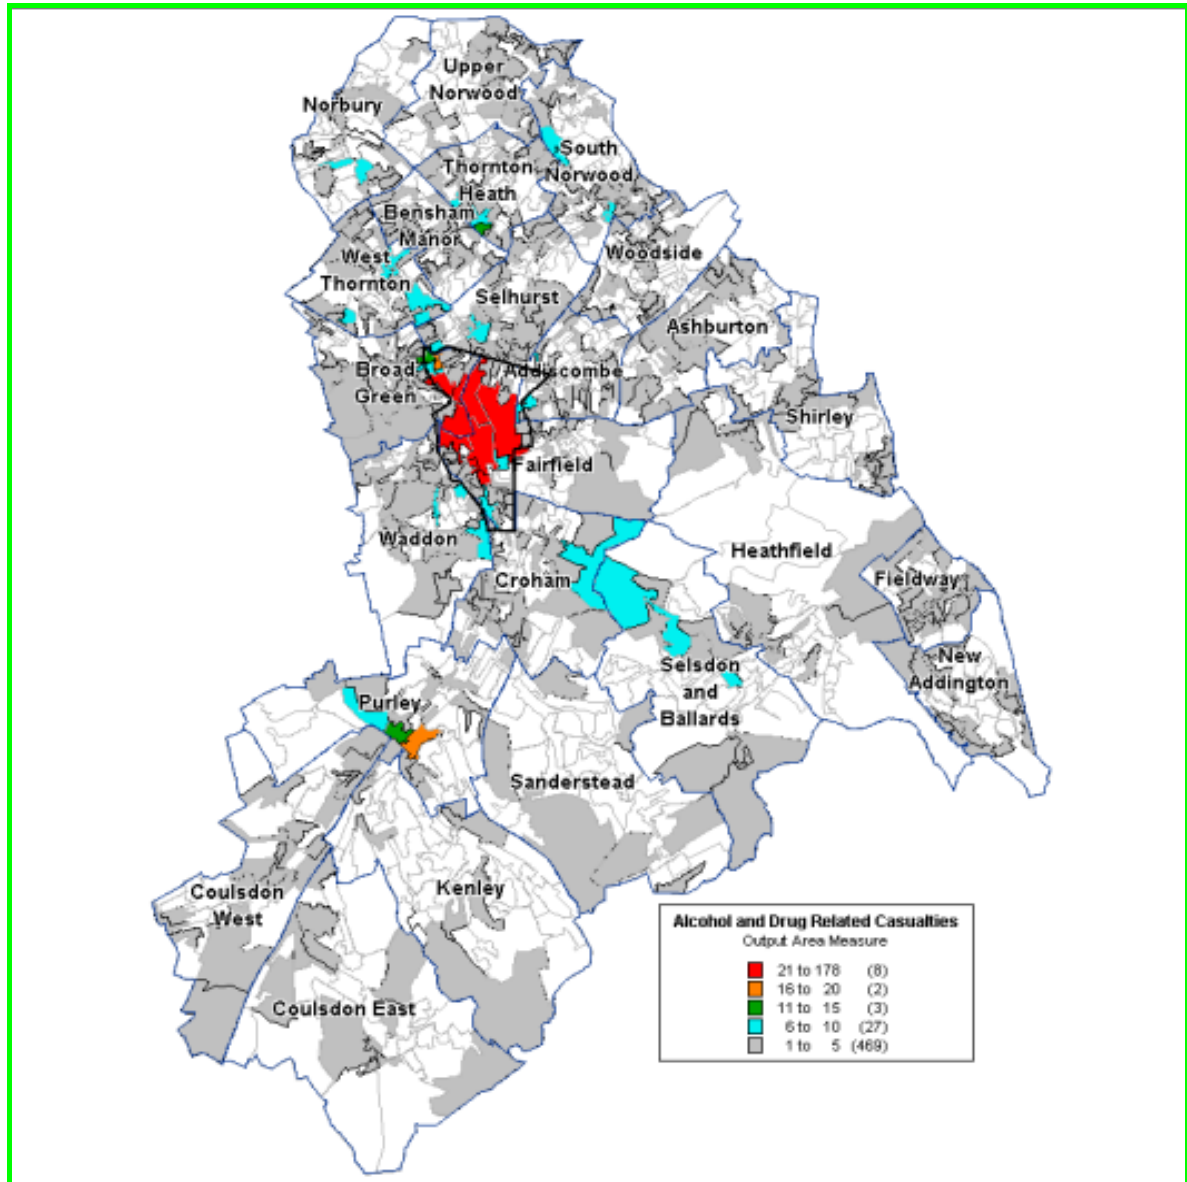 Upper
Norwood
Norbury
South
Norwood
Thornton
Heath
Bensham
Manor
West
Thornton
Woodside
Selhurst
Ashburton
Broad
Green
Addiscombe
Shirley
Fairfield
Waddon
Heathfield
Croham
Fieldway
New
Addington
Selsdon
and
Ballards
Purley
Sanderstead
Coulsdon
West
Kenley
Coulsdon East
Alcohol and Drug Related Casualties
Output Area Measure
21 to 178 (8)
16 to 20 (2)
11 to 15 (3)
6 to 10 (27)
1 to 5 (469)